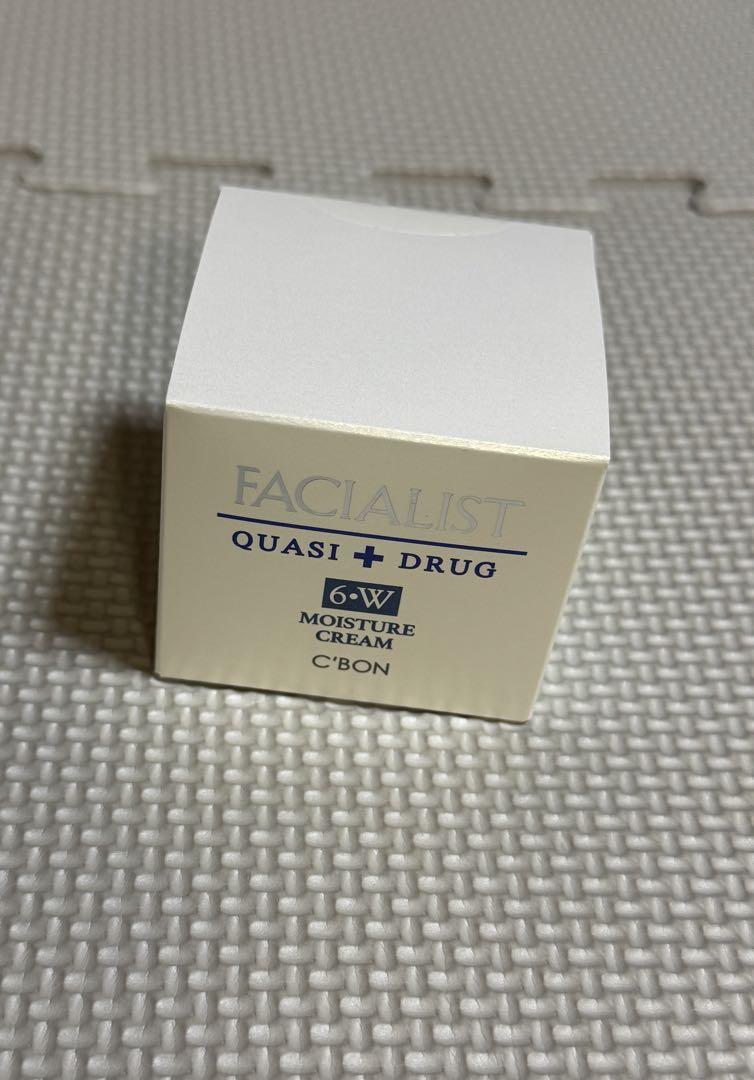 FACIALIST
QUASI + DRUG
6•W
MOISTURE
CREAM
C'BON